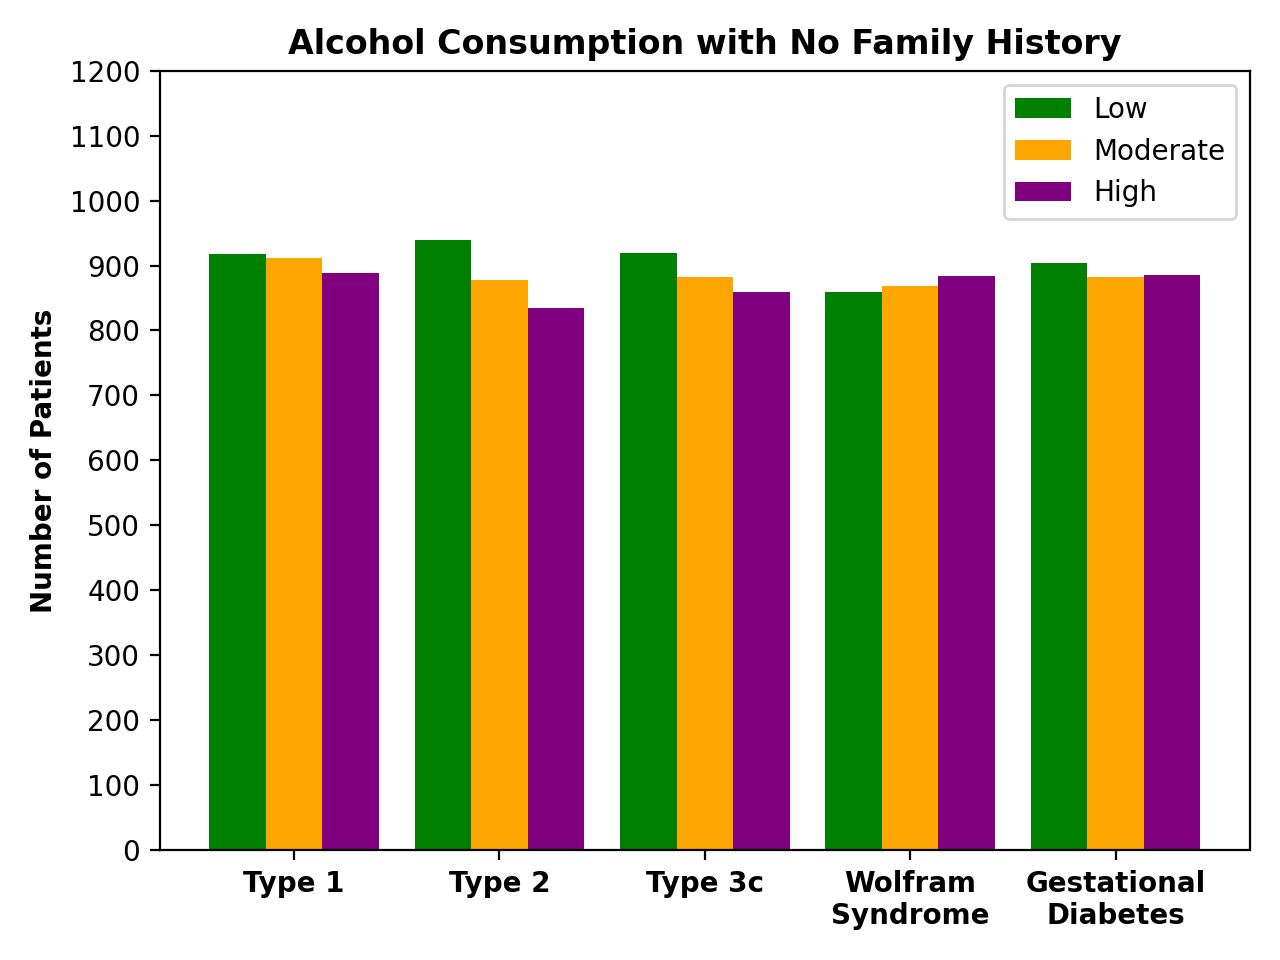 Alcohol Consumption with No Family History
1200
1100
1000
900
800
700
600
500
400
300
200
100
0
Number of Patients
Low
Moderate
High
Type 1
Type 2
Type 3c
Wolfram
Syndrome
Gestational
Diabetes